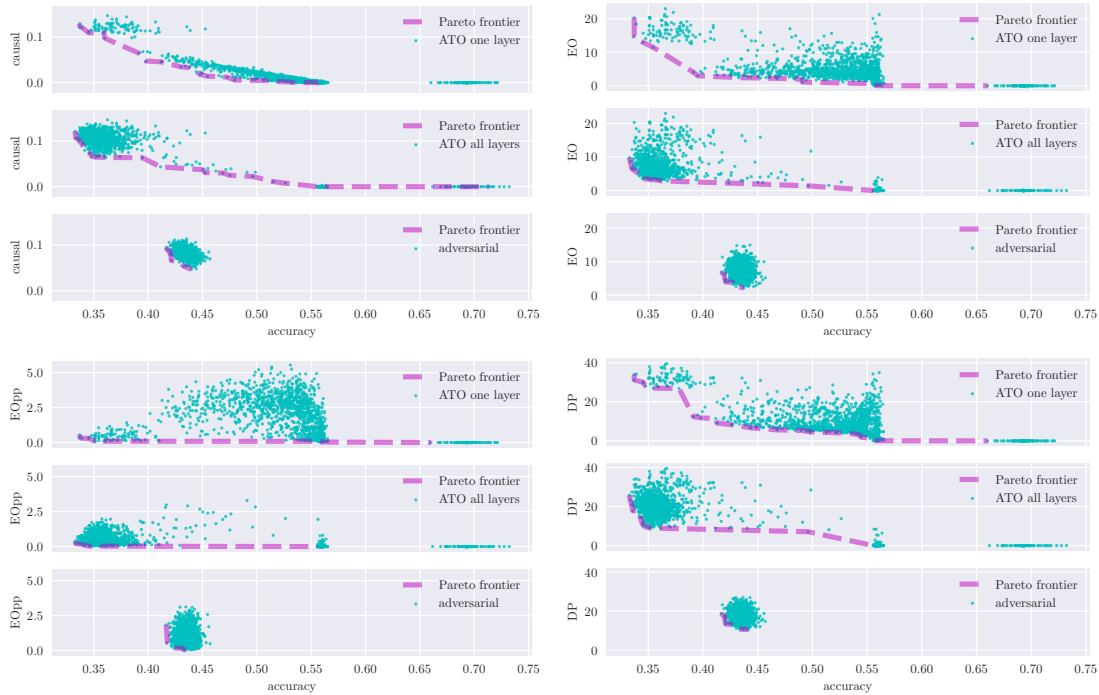 causal
0.1
0.0
Pareto frontier
ATO one layer
causal
0.1
0.0
Pareto frontier
ATO all layers
causal
0.1
0.0
Pareto frontier
adversarial
0.35 0.40 0.45 0.50 0.55 0.60 0.65 0.70 0.75
accuracy
EO
20
10
0
Pareto frontier
ATO one layer
EO
20
10
0
Pareto frontier
ATO all layers
EO
20
10
0
Pareto frontier
adversarial
0.35 0.40 0.45 0.50 0.55 0.60 0.65 0.70 0.75
accuracy
EOpp
5.0
2.5
0.0
Pareto frontier
ATO one layer
EOpp
5.0
2.5
0.0
Pareto frontier
ATO all layers
EOpp
5.0
2.5
0.0
Pareto frontier
adversarial
0.35 0.40 0.45 0.50 0.55 0.60 0.65 0.70 0.75
accuracy
DP
40
20
0
Pareto frontier
ATO one layer
DP
40
20
0
Pareto frontier
ATO all layers
DP
40
20
0
Pareto frontier
adversarial
0.35 0.40 0.45 0.50 0.55 0.60 0.65 0.70 0.75
accuracy